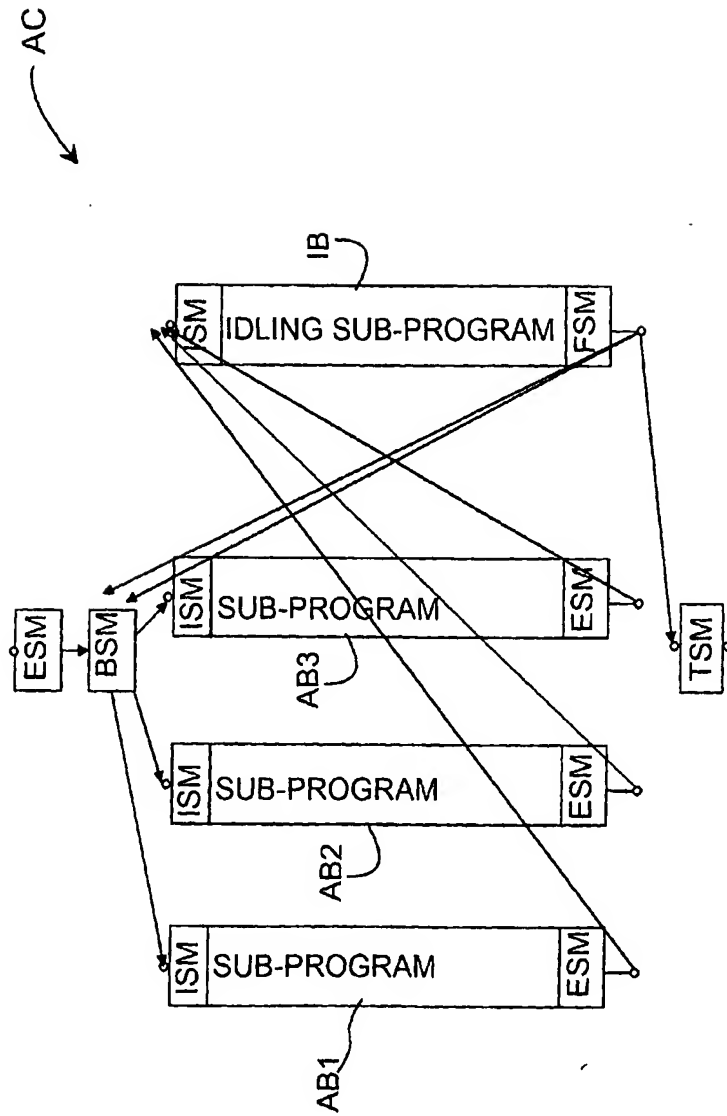 ESM
AC
BSM
ISM
ISM
ISM
ISM
SUB-PROGRAM
SUB-PROGRAM
SUB-PROGRAM
IDLING SUB-PROGRAM
AB1
AB2
AB3
IB
ESM
ESM
ESM
FSM
TSM